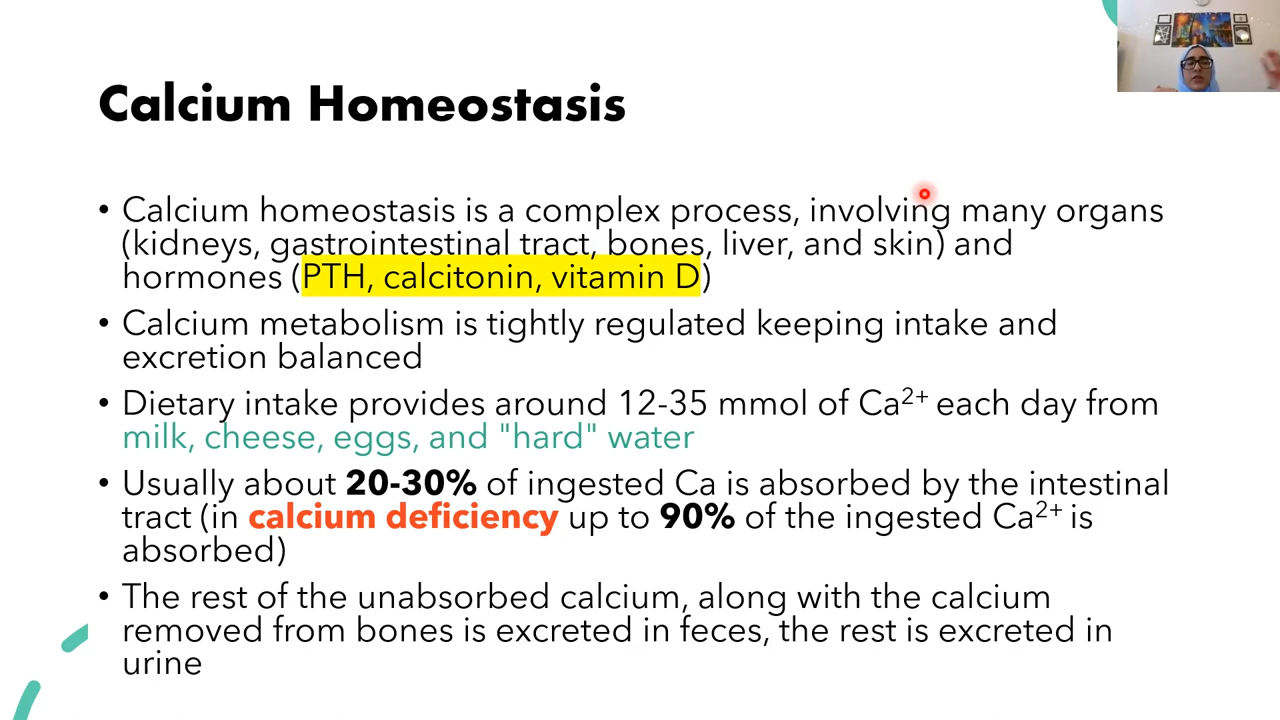 Calcium Homeostasis
• Calcium homeostasis is a complex process, involving many organs
(kidneys, gastrointestinal tract, bones, liver, and skin) and
hormones (PTH, calcitonin, vitamin D)
• Calcium metabolism is tightly regulated keeping intake and
excretion balanced
• Dietary intake provides around 12-35 mmol of Ca²⁺ each day from
milk, cheese, eggs, and "hard" water
• Usually about 20-30% of ingested Ca is absorbed by the intestinal
tract (in calcium deficiency up to 90% of the ingested Ca²⁺ is
absorbed)
• The rest of the unabsorbed calcium, along with the calcium
removed from bones is excreted in feces, the rest is excreted in
urine